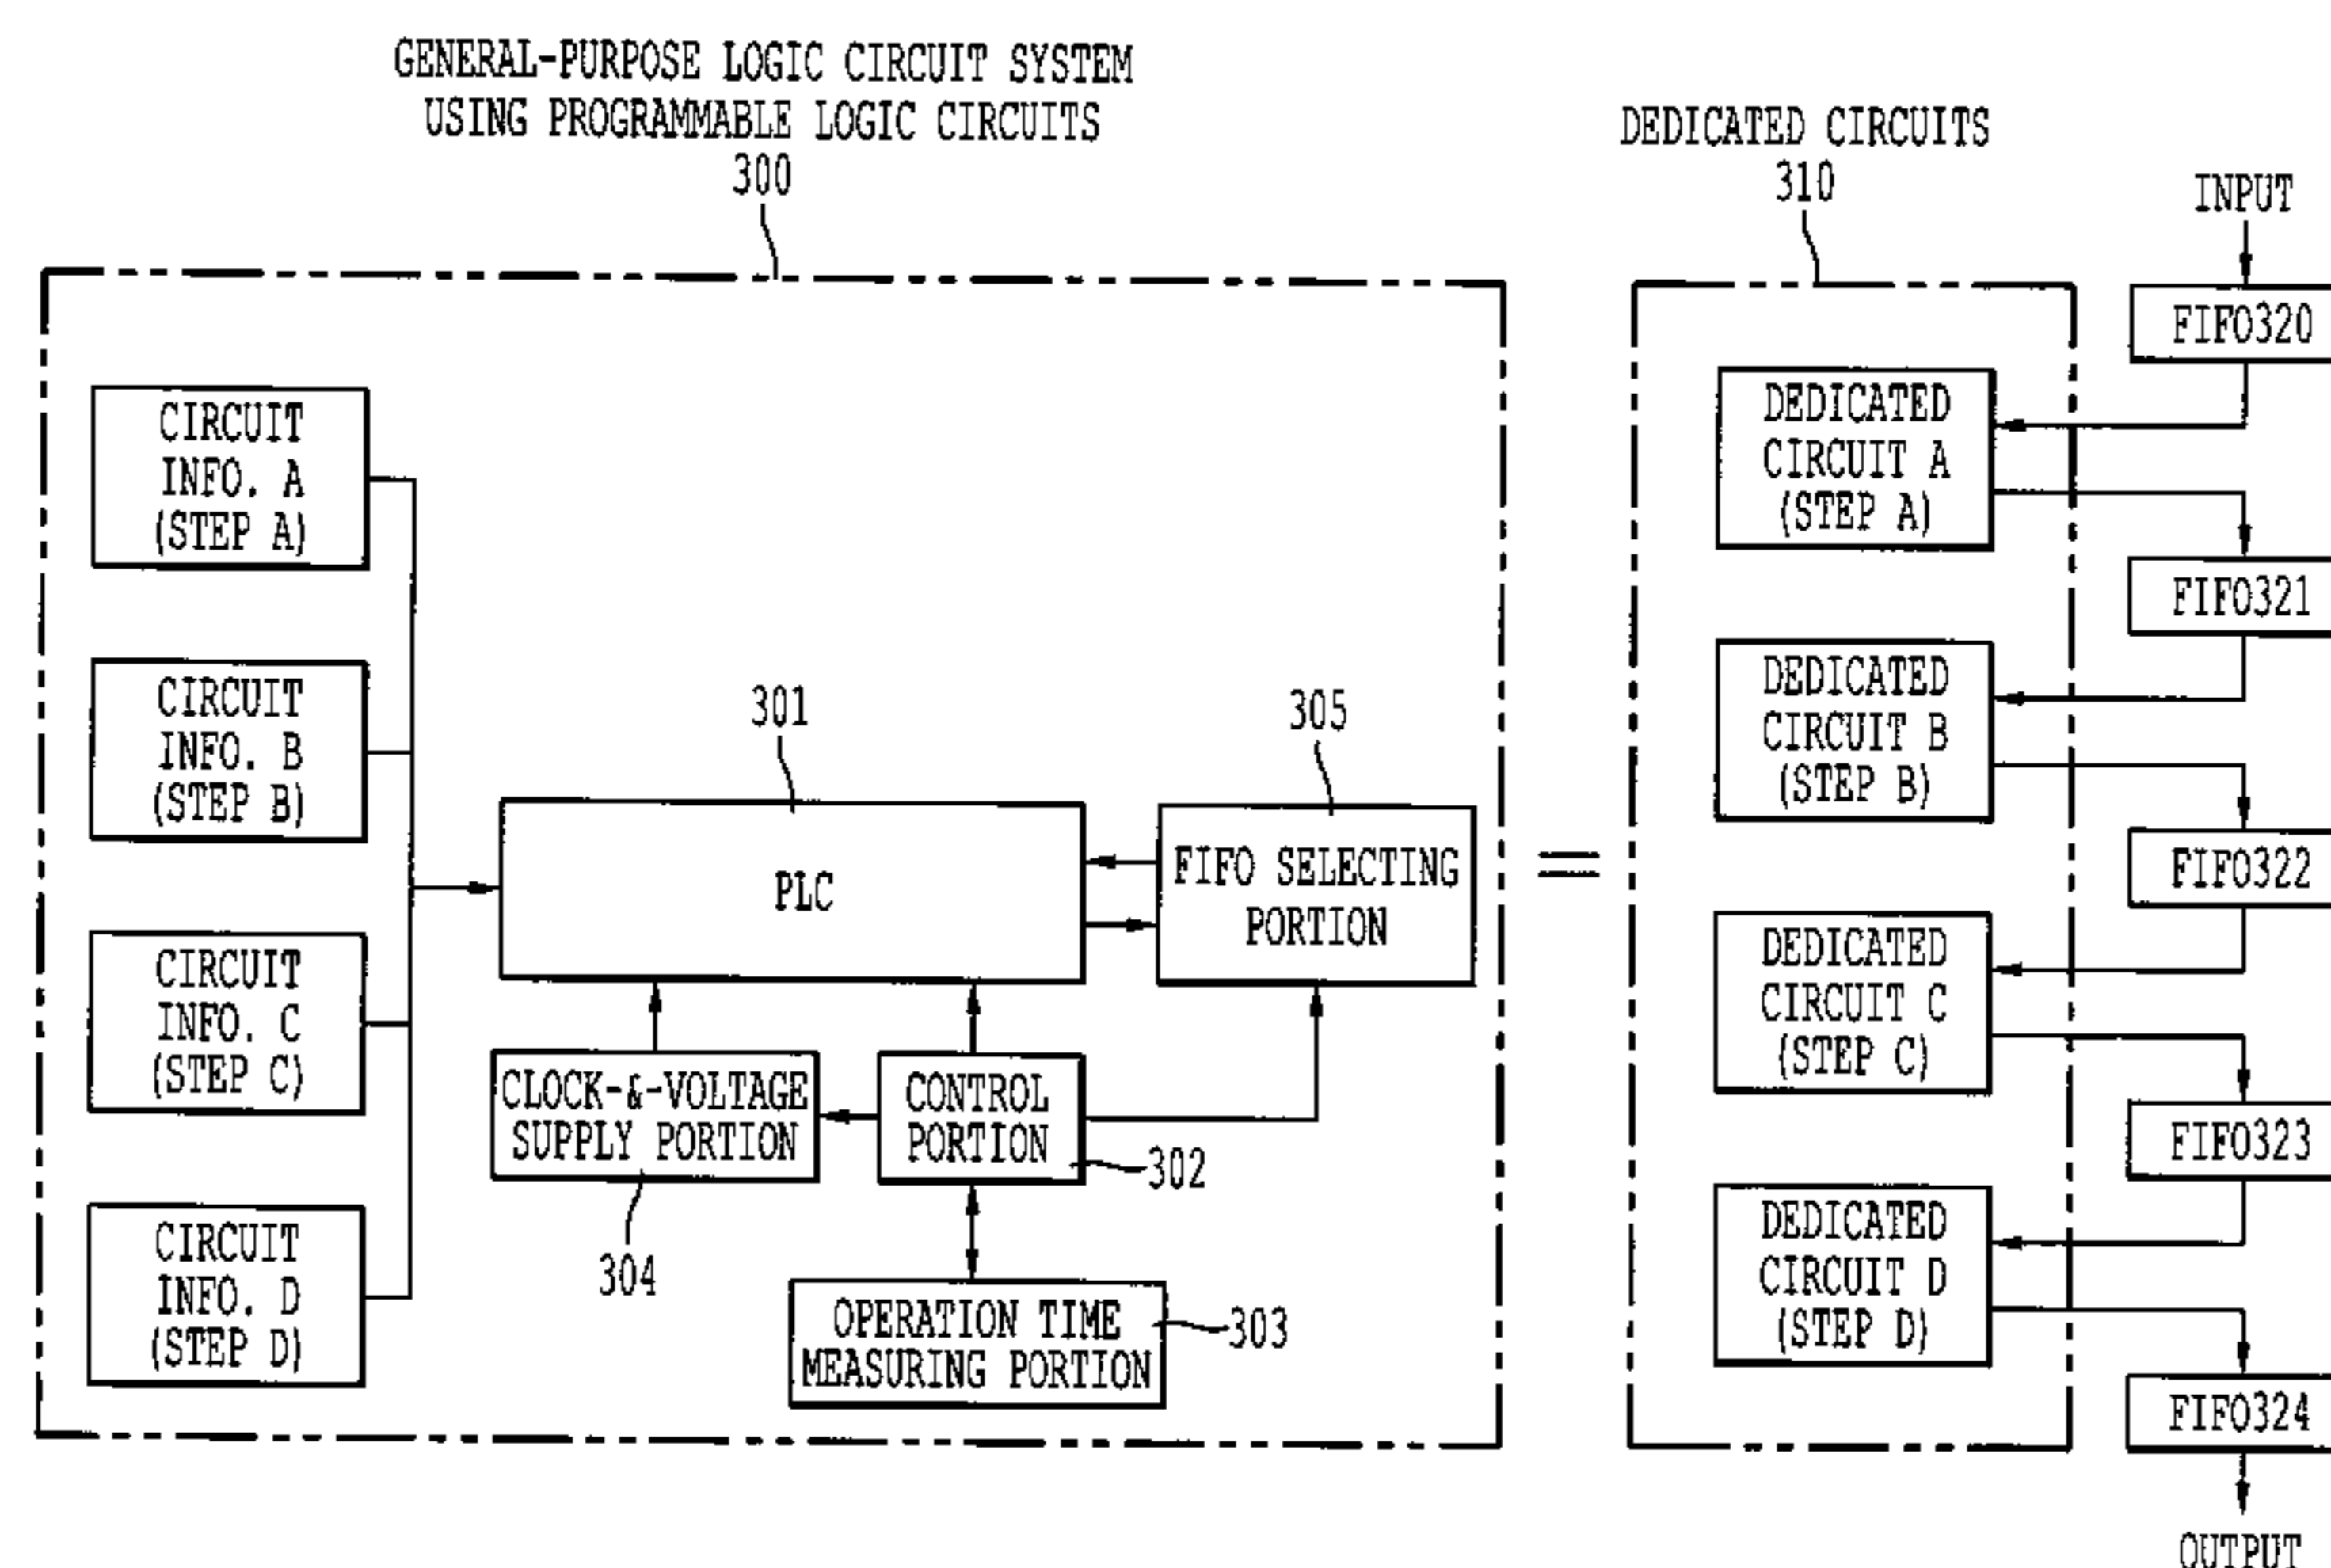 GENERAL-PURPOSE LOGIC CIRCUIT SYSTEM
USING PROGRAMMABLE LOGIC CIRCUITS
300
CIRCUIT
INFO. A
(STEP A)
CIRCUIT
INFO. B
(STEP B)
CIRCUIT
INFO. C
(STEP C)
CIRCUIT
INFO. D
(STEP D)
301
PLC
305
FIFO SELECTING
PORTION
CLOCK-&-VOLTAGE
SUPPLY PORTION
304
CONTROL
PORTION
302
OPERATION TIME
MEASURING PORTION
303
=
DEDICATED CIRCUITS
310
DEDICATED
CIRCUIT A
(STEP A)
DEDICATED
CIRCUIT B
(STEP B)
DEDICATED
CIRCUIT C
(STEP C)
DEDICATED
CIRCUIT D
(STEP D)
INPUT
FIFO320
FIFO321
FIFO322
FIFO323
FIFO324
OUTPUT